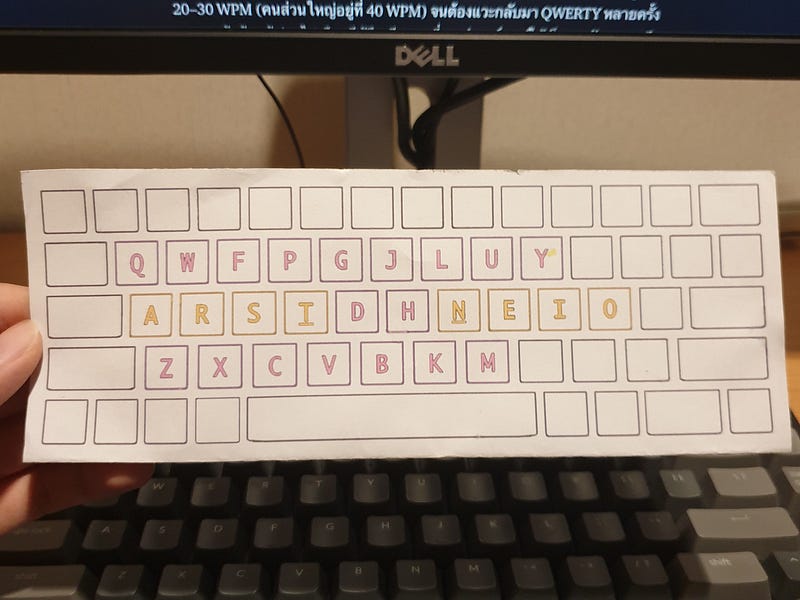 20–30 WPM (คนส่วนใหญ่อยู่ที่ 40 WPM) จนต้องแวะกลับมา QWERTY หลายครั้ง
DELL
Q W F P G J L U Y
A R S T D H N E I O
Z X C V B K M
W E R T Y U I O
A S D F G H J K L
shift Z X C V B N M shift